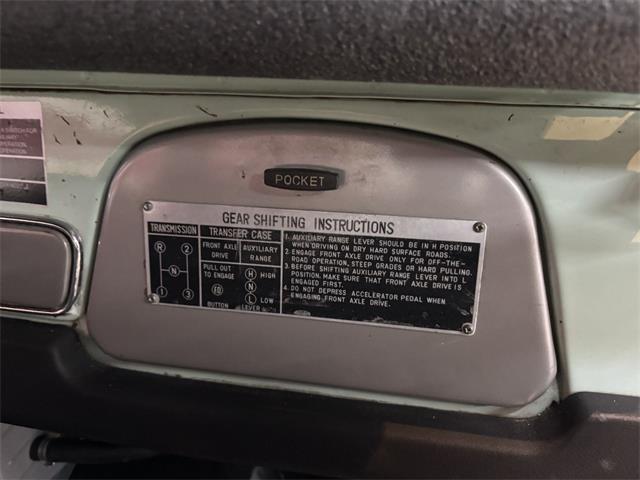 L
A SWITCH FOR
OPERATION
OPERATION.
POCKET
GEAR SHIFTING INSTRUCTIONS
TRANSMISSION
R 2
N
1 3
TRANSFER CASE
FRONT AXLE
DRIVE
AUXILIARY
RANGE
PULL OUT
TO ENGAGE
BUTTON
H HIGH
N
L LOW
LEVER
1. AUXILIARY RANGE LEVER SHOULD BE IN H POSITION
WHEN DRIVING ON DRY HARD SURFACE ROADS.
2. ENGAGE FRONT AXLE DRIVE ONLY FOR OFF-THE-
ROAD OPERATION, STEEP GRADES OR HARD PULLING.
3. BEFORE SHIFTING AUXILIARY RANGE LEVER INTO L
POSITION, MAKE SURE THAT FRONT AXLE DRIVE IS
ENGAGED FIRST.
4. DO NOT DEPRESS ACCELERATOR PEDAL WHEN
ENGAGING FRONT AXLE DRIVE.